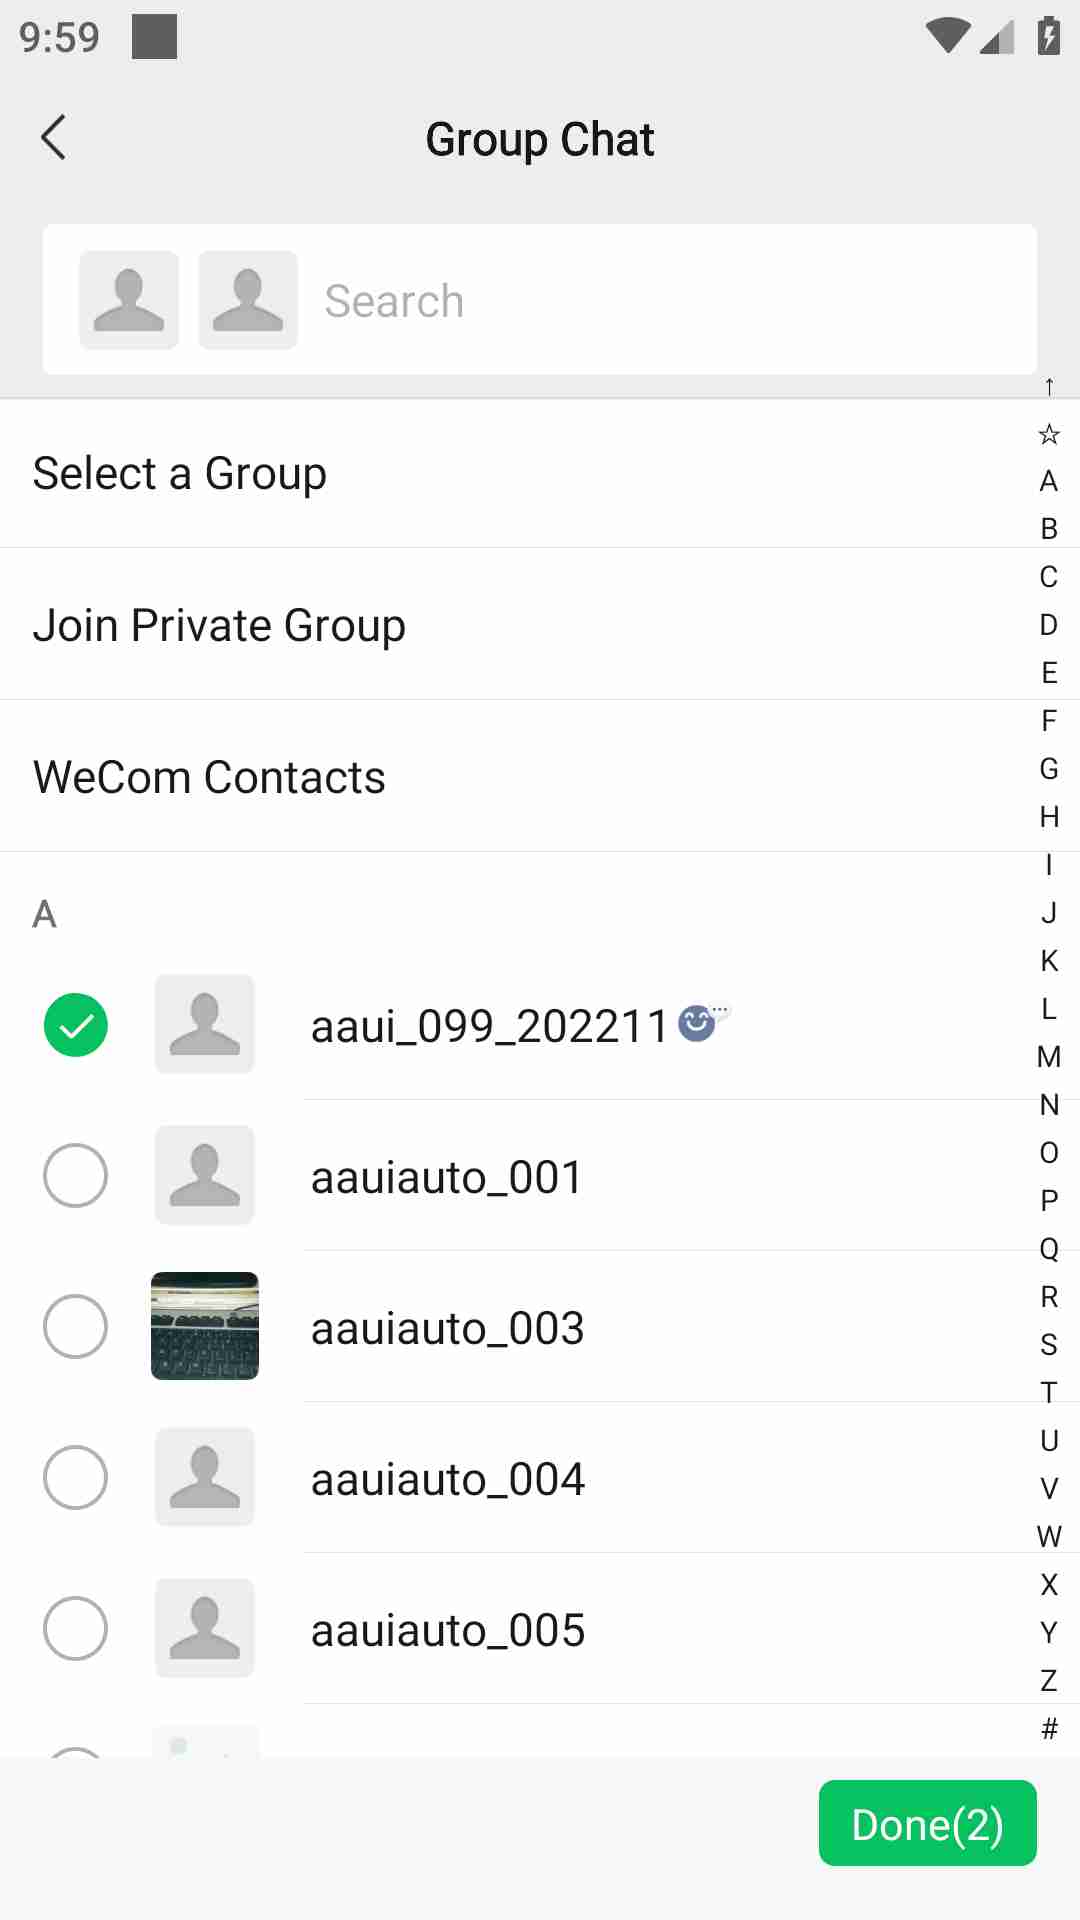 9:59
Group Chat
Search
Select a Group
Join Private Group
WeCom Contacts
A
aaui_099_202211
aauiauto_001
aauiauto_003
aauiauto_004
aauiauto_005
↑
☆
A
B
C
D
E
F
G
H
I
J
K
L
M
N
O
P
Q
R
S
T
U
V
W
X
Y
Z
#
Done(2)